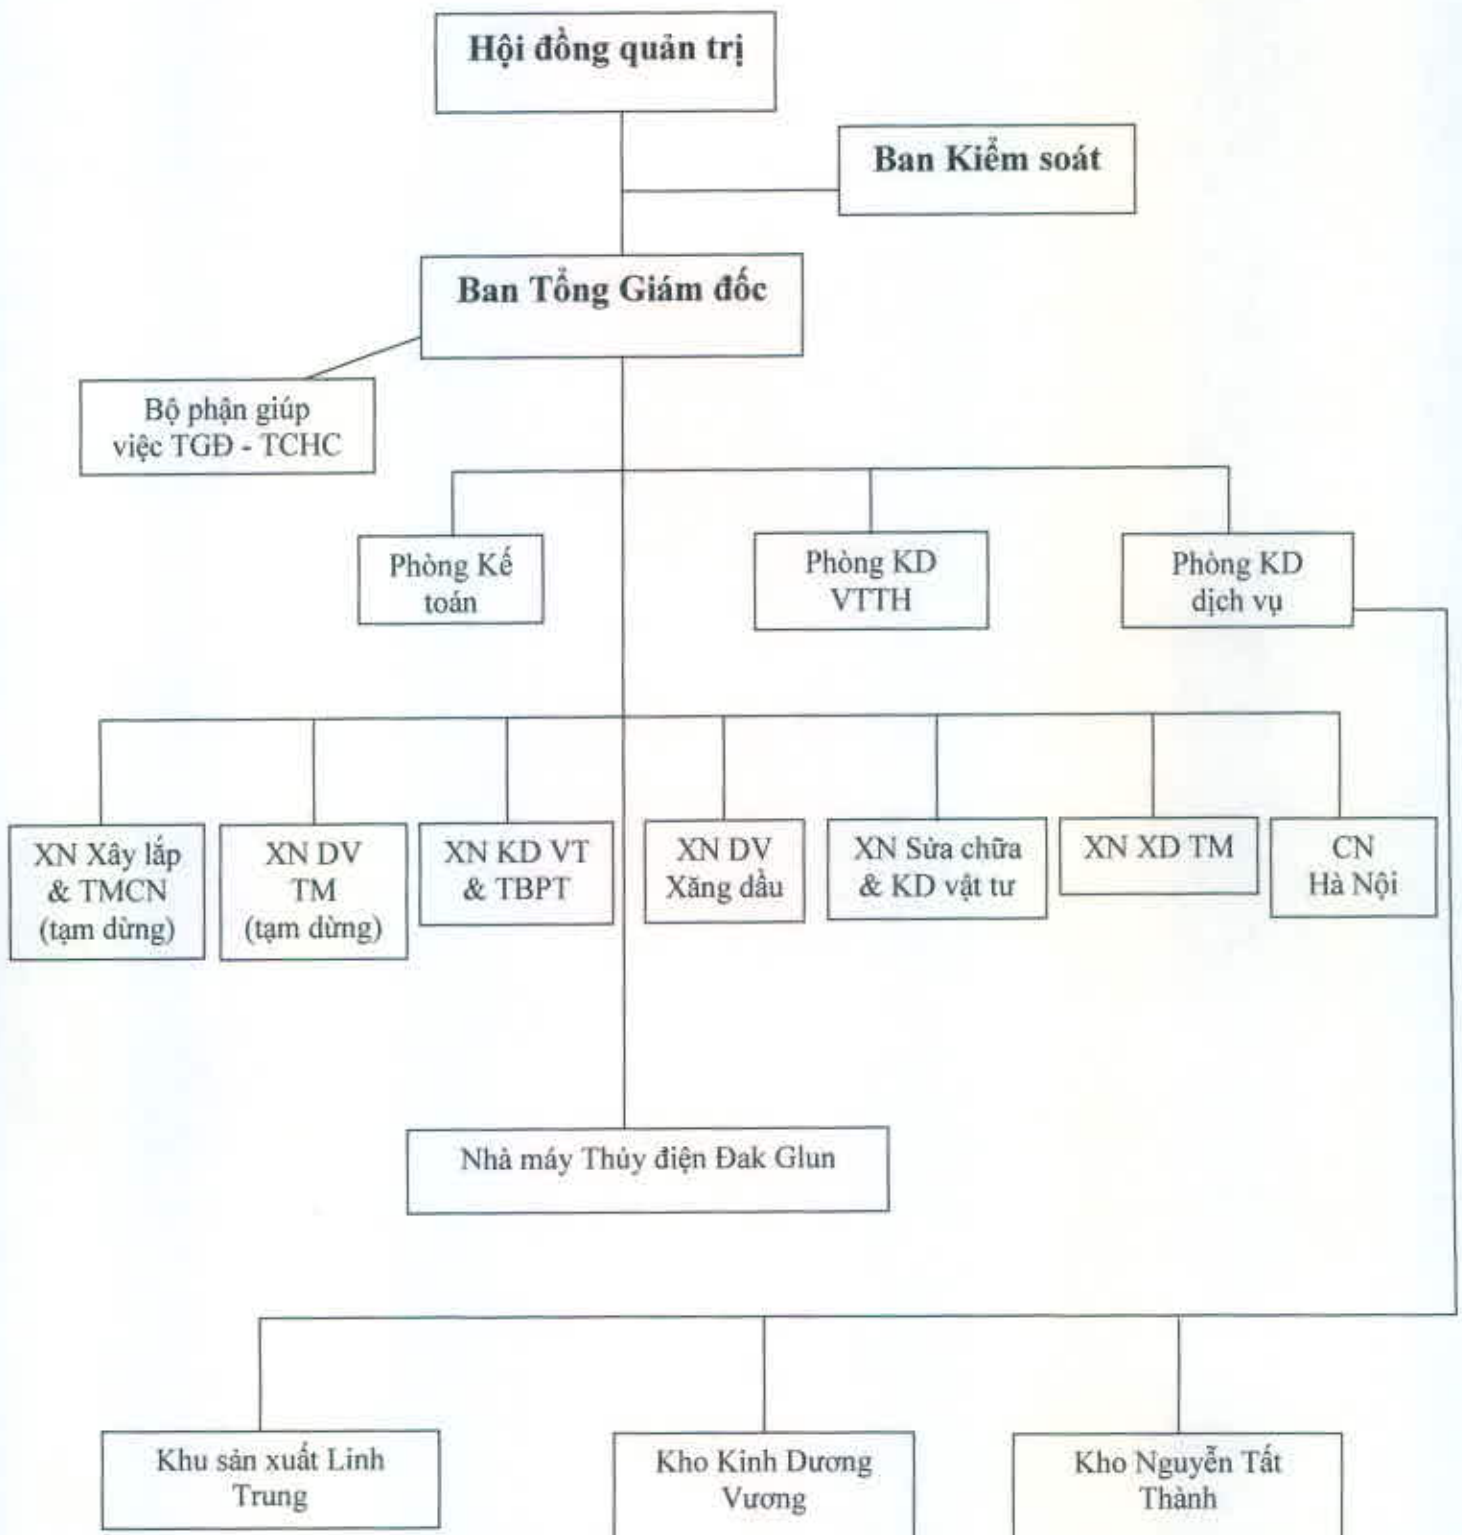 Hội đồng quản trị
Ban Kiểm soát
Ban Tổng Giám đốc
Bộ phận giúp
việc TGĐ - TCHC
Phòng Kế
toán
Phòng KD
VTTH
Phòng KD
dịch vụ
XN Xây lắp
& TMCN
(tạm dừng)
XN DV
TM
(tạm dừng)
XN KD VT
& TBPT
XN DV
Xăng dầu
XN Sửa chữa
& KD vật tư
XN XD TM
CN
Hà Nội
Nhà máy Thủy điện Đak Glun
Khu sản xuất Linh
Trung
Kho Kinh Dương
Vương
Kho Nguyễn Tất
Thành